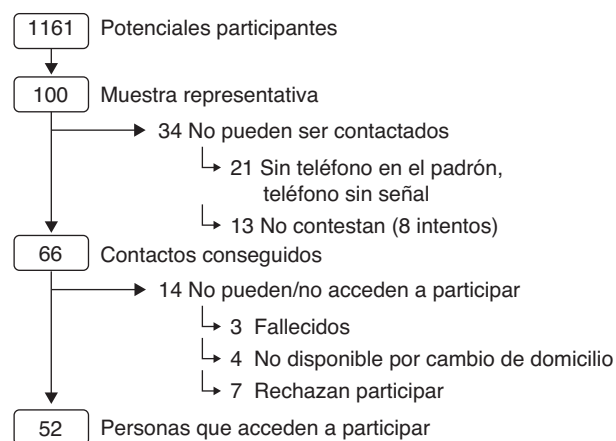 1161 Potenciales participantes
100 Muestra representativa
34 No pueden ser contactados
21 Sin teléfono en el padrón,
teléfono sin señal
13 No contestan (8 intentos)
66 Contactos conseguidos
14 No pueden/no acceden a participar
3 Fallecidos
4 No disponible por cambio de domicilio
7 Rechazan participar
52 Personas que acceden a participar